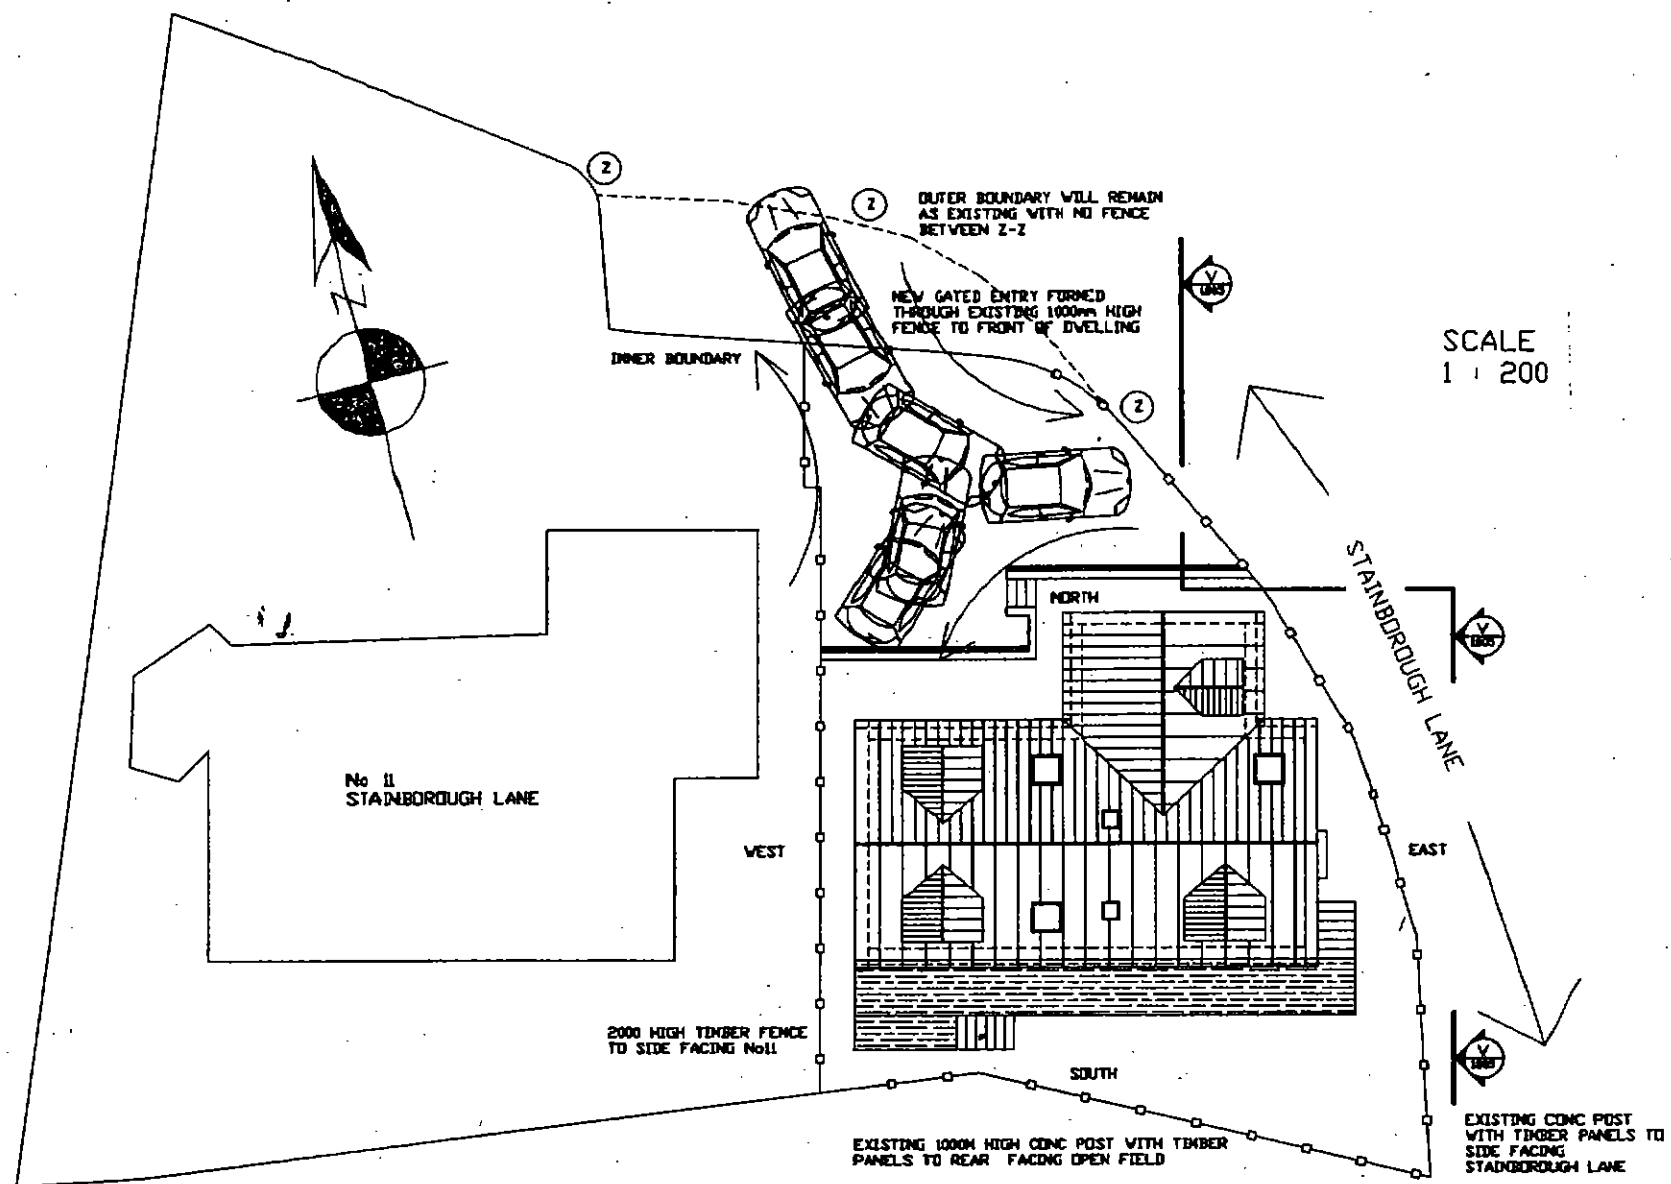 Z
Z
OUTER BOUNDARY WILL REMAIN
AS EXISTING WITH NO FENCE
BETWEEN Z-Z
NEW GATED ENTRY FORMED
THROUGH EXISTING 1000mm HIGH
FENCE TO FRONT OF DWELLING
INNER BOUNDARY
Z
Y
SCALE
1 : 200
N
STAINBOROUGH LANE
NORTH
Y
No 11
STAINBOROUGH LANE
WEST
EAST
2000 HIGH TIMBER FENCE
TO SIDE FACING No11
SOUTH
Y
EXISTING 1000M HIGH CONC POST WITH TIMBER
PANELS TO REAR FACING OPEN FIELD
EXISTING CONC POST
WITH TIMBER PANELS TO
SIDE FACING
STAINBOROUGH LANE